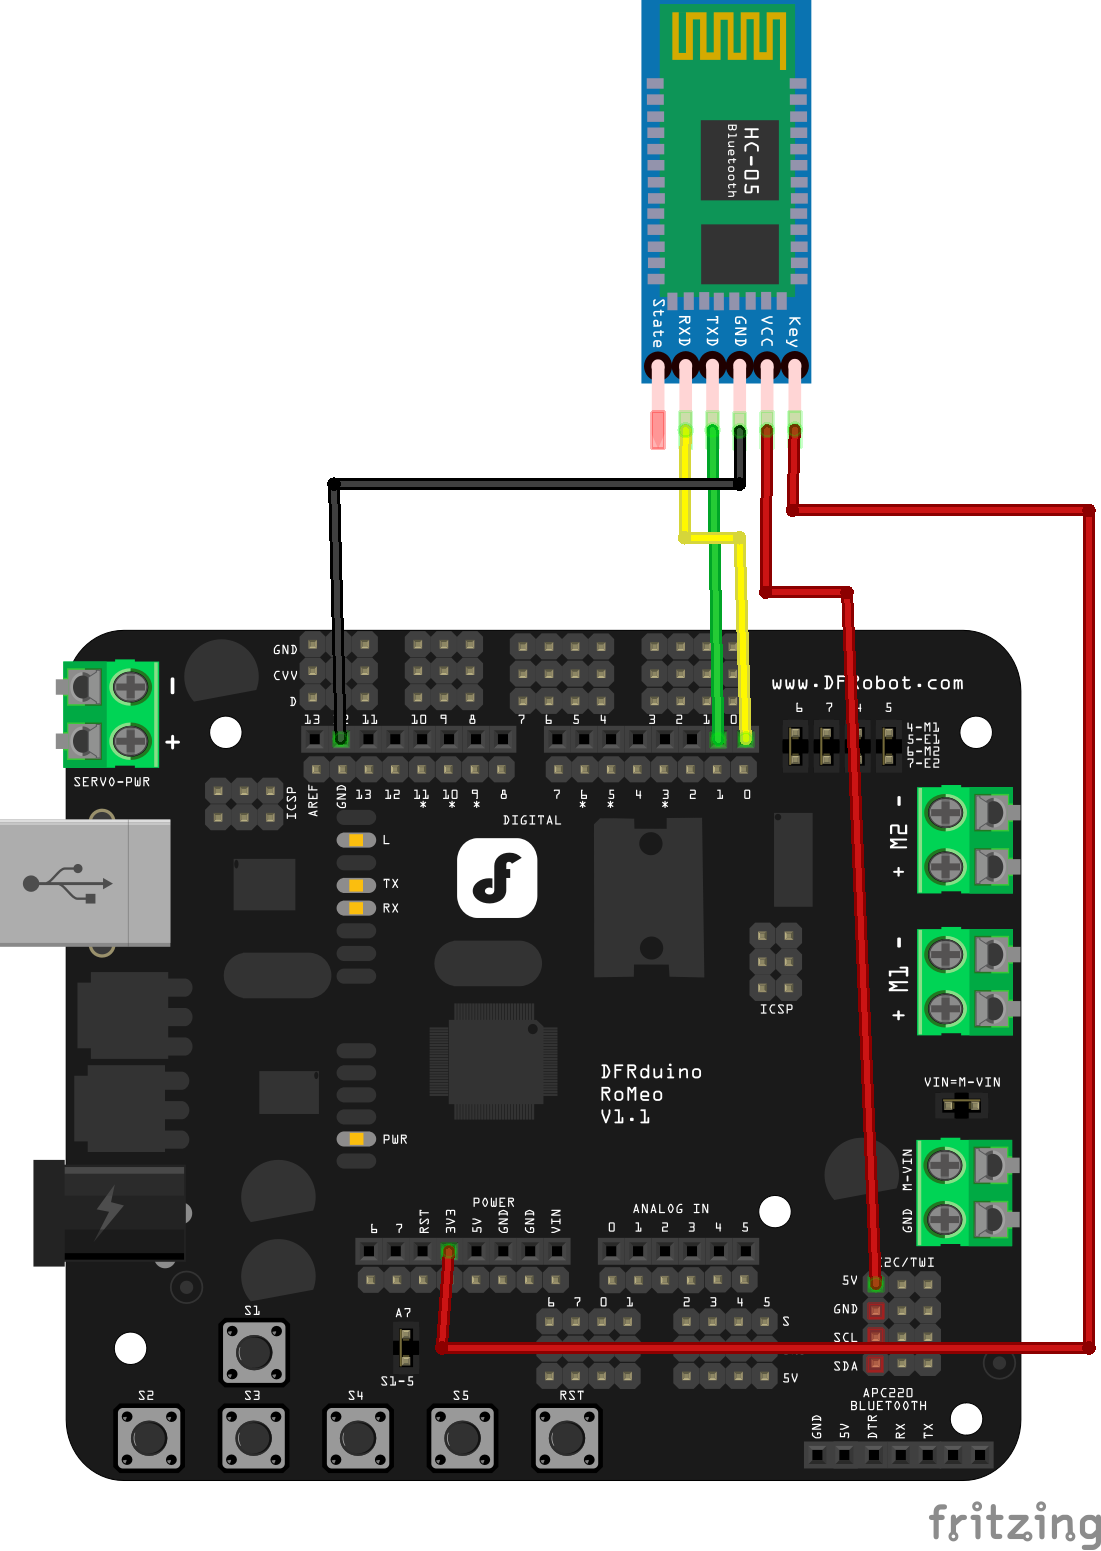 HC-05
Bluetooth
State
RXD
TXD
GND
VCC
Key
GND
CVV
D
13 2 11 10 9 8 7 6 5 4 3 2 1 0
www.DFRobot.com
6 7 4 5
4-M1
5-E1
6-M2
7-E2
- +
SERVO-PWR
ICSP
AREF GND 13 12 11 10 9 8 7 6 5 4 3 2 1 0
* * * * * *
DIGITAL
L
TX
RX
+ M2 -
+ M1 -
ICSP
DFRduino
RoMeo
V1.1
VIN=M-VIN
PWR
M-VIN
GND
POWER
6 7 RST 3V3 5V GND GND VIN
ANALOG IN
0 1 2 3 4 5
2C/TWI
5V
GND
SCL
SDA
6 7 0 1 2 3 4 5
S
5V
A7
S1-5
S1
S2 S3 S4 S5 RST
APC220
BLUETOOTH
GND 5V DTR RX TX
fritzing